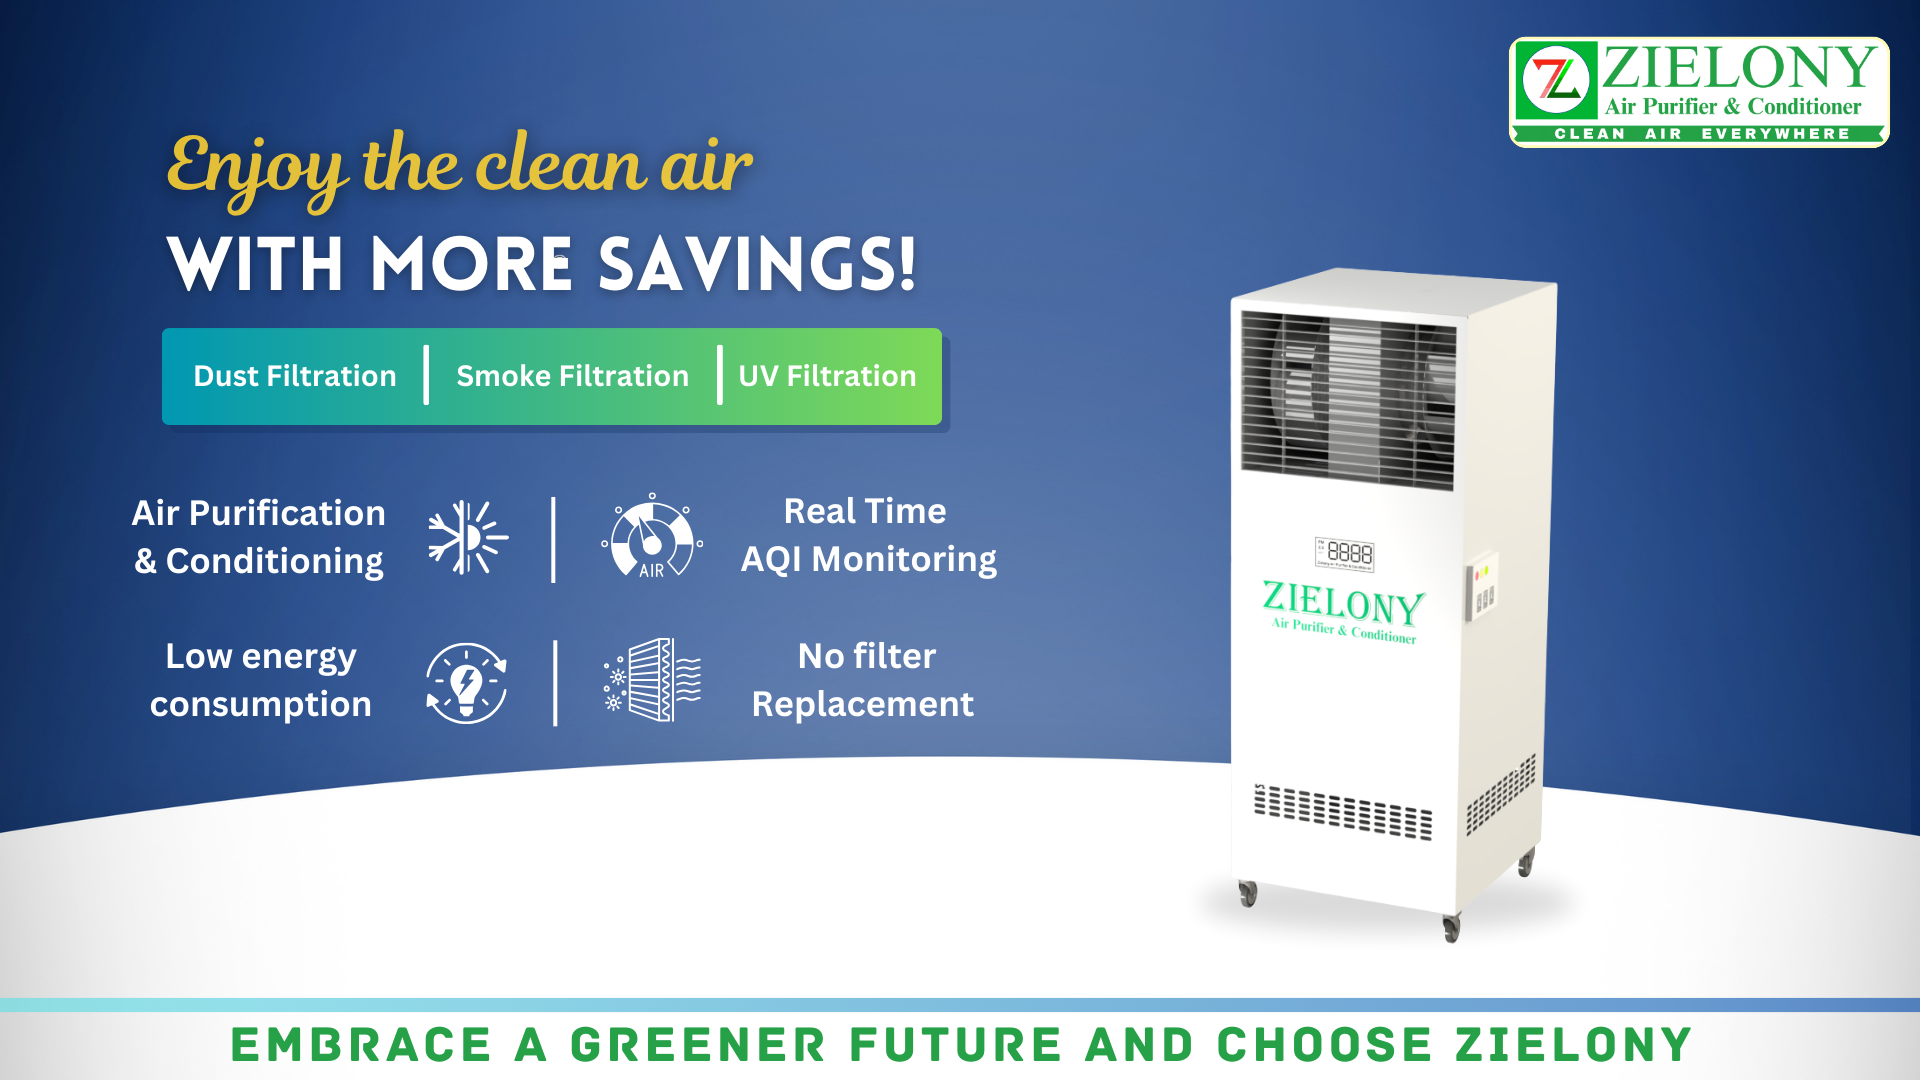 ZIELONY
Air Purifier & Conditioner
CLEAN AIR EVERYWHERE
Enjoy the clean air
WITH MORE SAVINGS!
Dust Filtration
Smoke Filtration
UV Filtration
Air Purification
& Conditioning
AIR
Real Time
AQI Monitoring
Low energy
consumption
No filter
Replacement
8888
ZIELONY
Air Purifier & Conditioner
EMBRACE A GREENER FUTURE AND CHOOSE ZIELONY